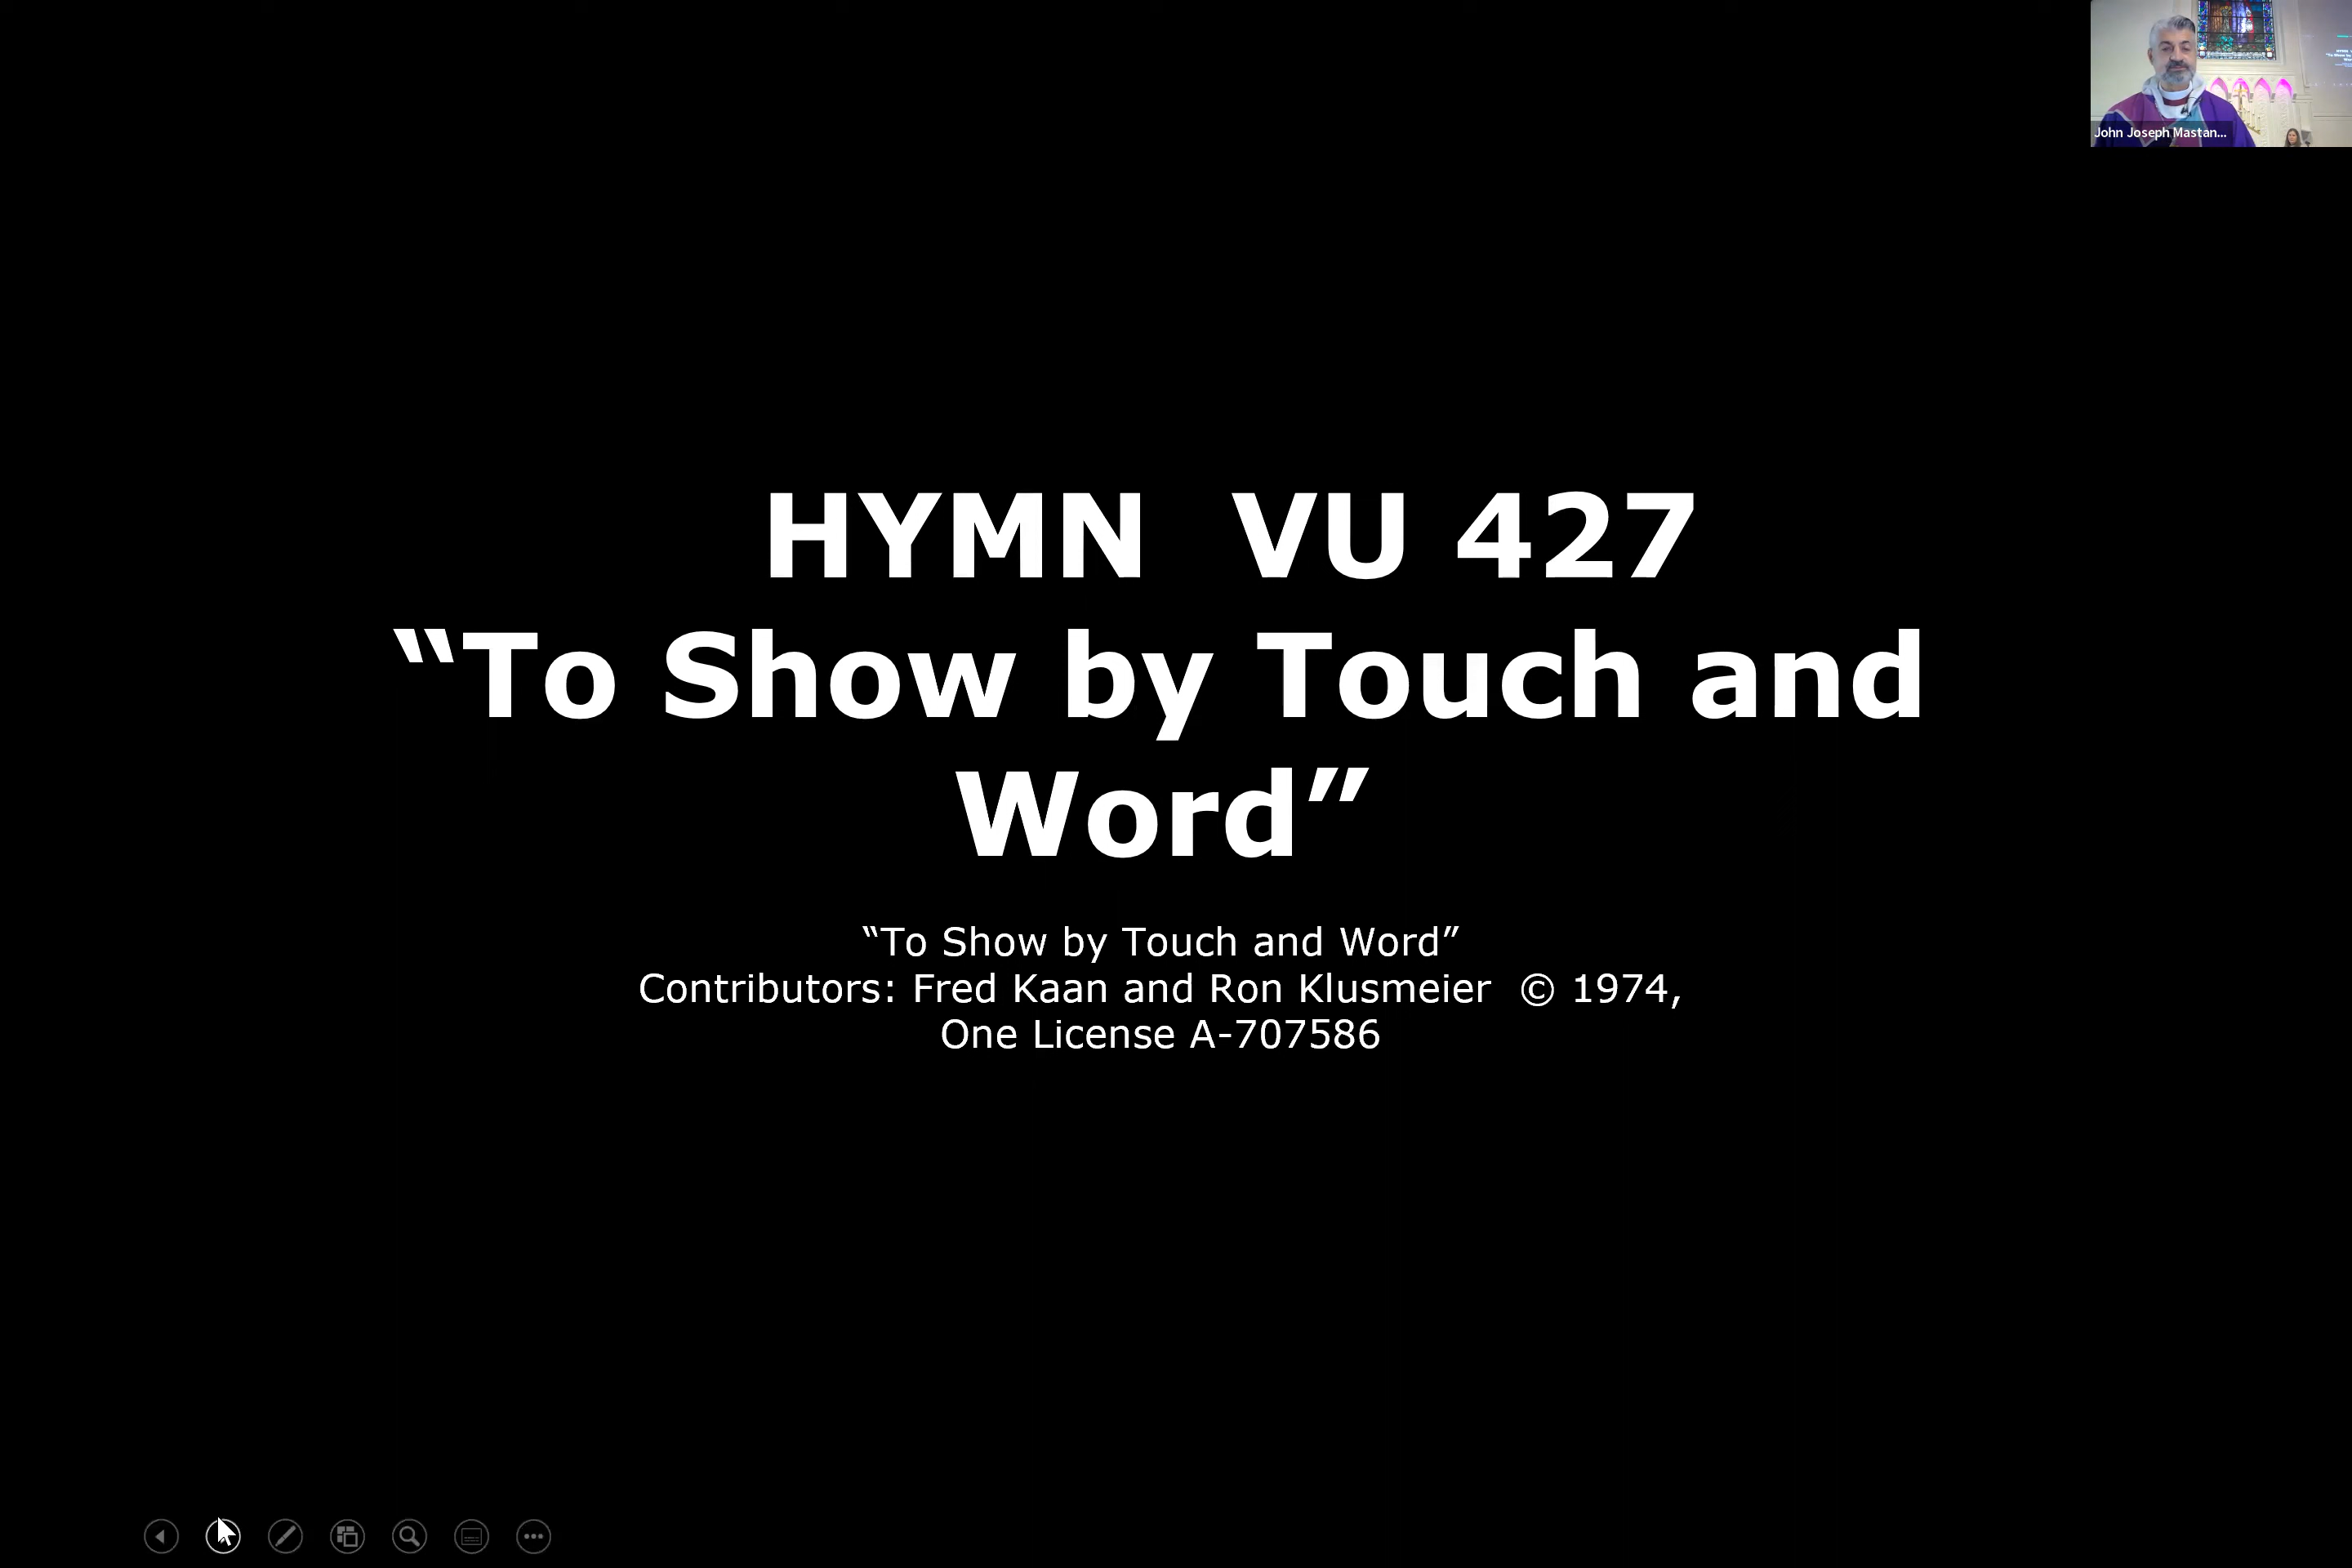 John Joseph Mastan...
HYMN  VU 427
“To Show by Touch and
Word”
“To Show by Touch and Word”
Contributors: Fred Kaan and Ron Klusmeier  © 1974,
One License A-707586